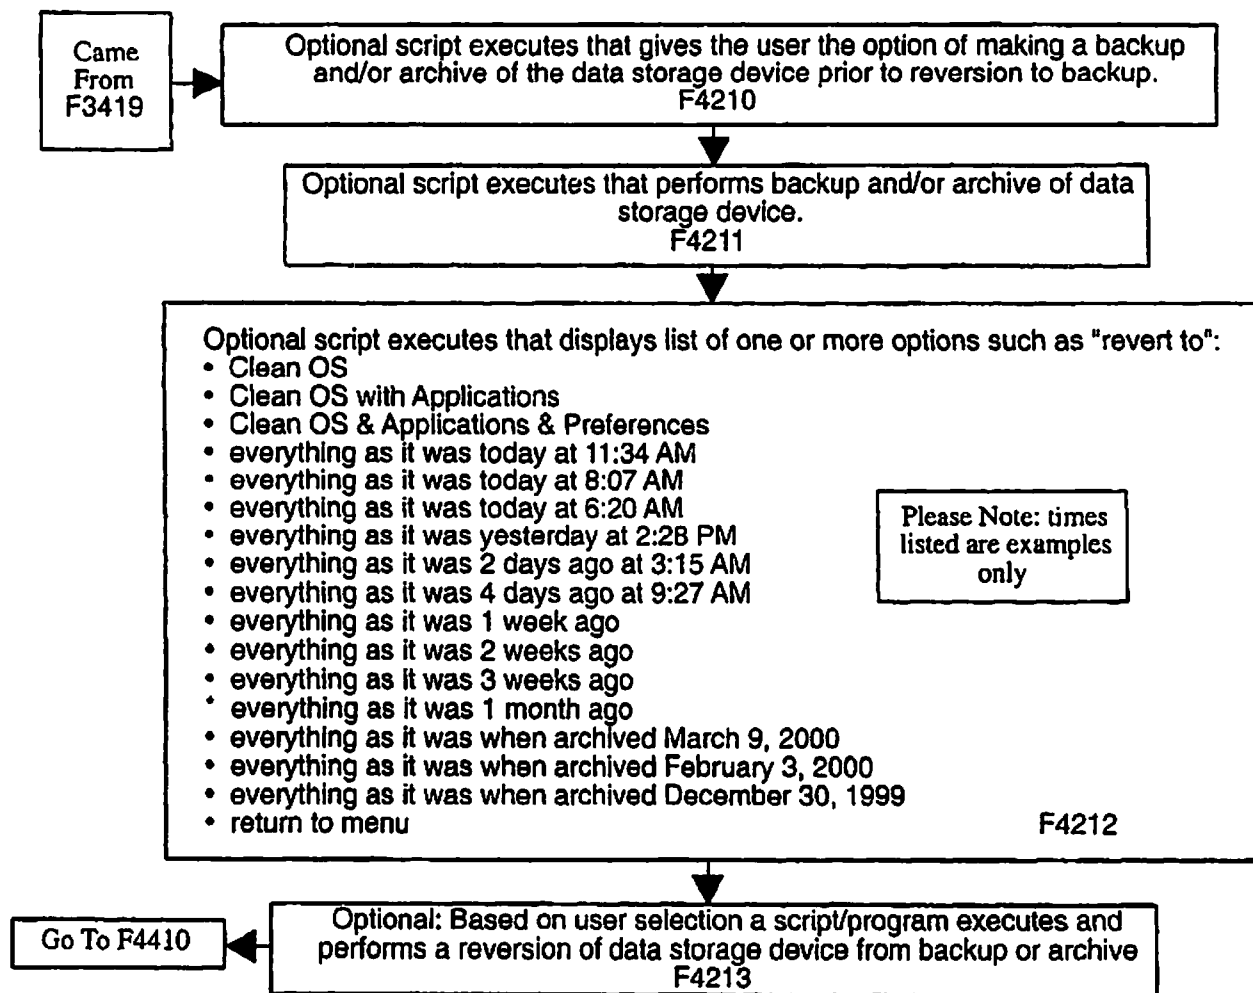 Came
From
F3419
Optional script executes that gives the user the option of making a backup
and/or archive of the data storage device prior to reversion to backup.
F4210
Optional script executes that performs backup and/or archive of data
storage device.
F4211
Optional script executes that displays list of one or more options such as "revert to":
• Clean OS
• Clean OS with Applications
• Clean OS & Applications & Preferences
• everything as it was today at 11:34 AM
• everything as it was today at 8:07 AM
• everything as it was today at 6:20 AM
• everything as it was yesterday at 2:28 PM
• everything as it was 2 days ago at 3:15 AM
• everything as it was 4 days ago at 9:27 AM
• everything as it was 1 week ago
• everything as it was 2 weeks ago
• everything as it was 3 weeks ago
• everything as it was 1 month ago
• everything as it was when archived March 9, 2000
• everything as it was when archived February 3, 2000
• everything as it was when archived December 30, 1999
• return to menu
F4212
Please Note: times
listed are examples
only
Optional: Based on user selection a script/program executes and
performs a reversion of data storage device from backup or archive
F4213
Go To F4410